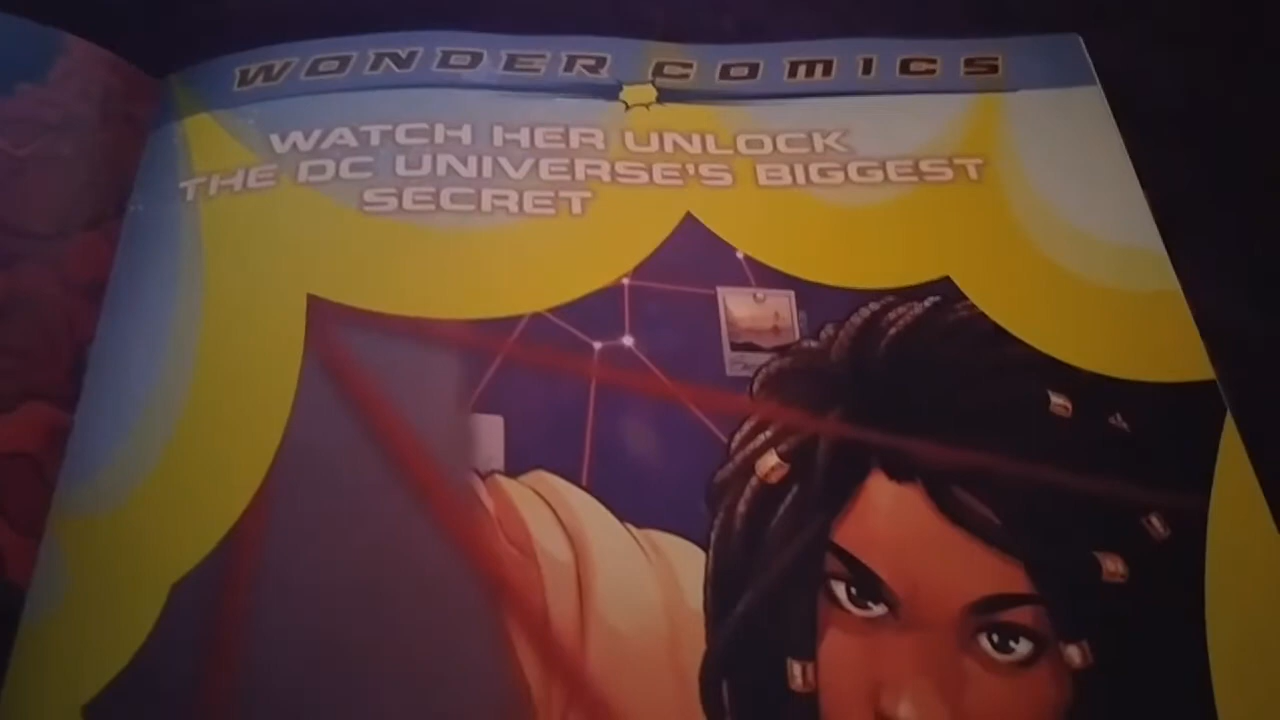 WONDER COMICS
WATCH HER UNLOCK
THE DC UNIVERSE'S BIGGEST
SECRET